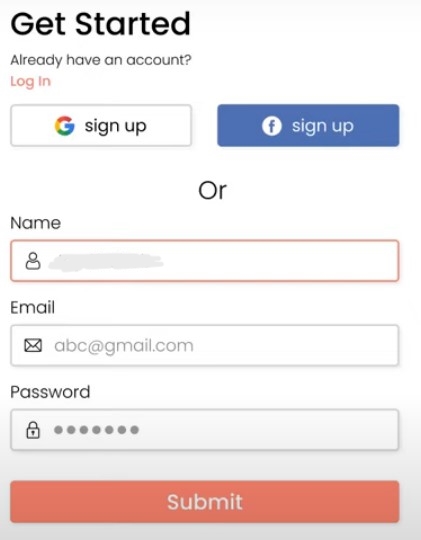 Get Started
Already have an account?
Log In
sign up
sign up
Or
Name
Email
abc@gmail.com
Password
Submit